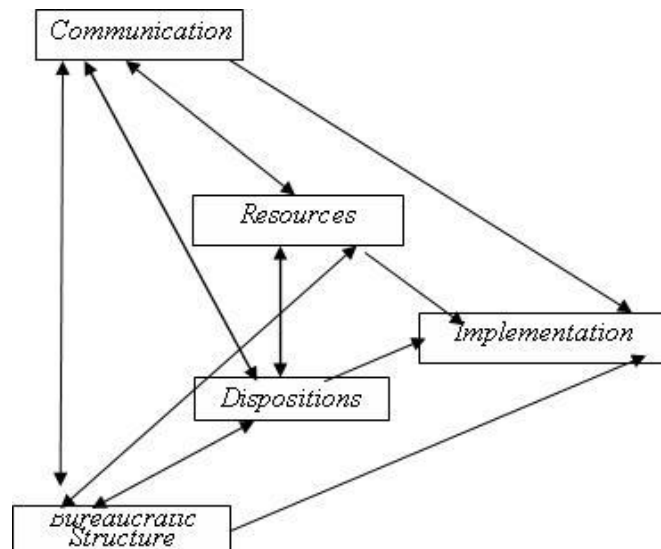 Communication
Resources
Implementation
Dispositions
Bureaucratic
Structure